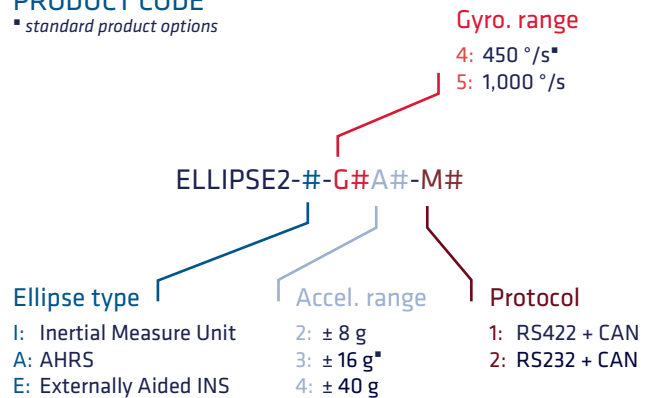 PRODUCT CODE
▪ standard product options
Gyro. range
4: 450 °/s▪
5: 1,000 °/s
ELLIPSE2-#-G#A#-M#
Ellipse type
I: Inertial Measure Unit
A: AHRS
E: Externally Aided INS
Accel. range
2: ± 8 g
3: ± 16 g▪
4: ± 40 g
Protocol
1: RS422 + CAN
2: RS232 + CAN